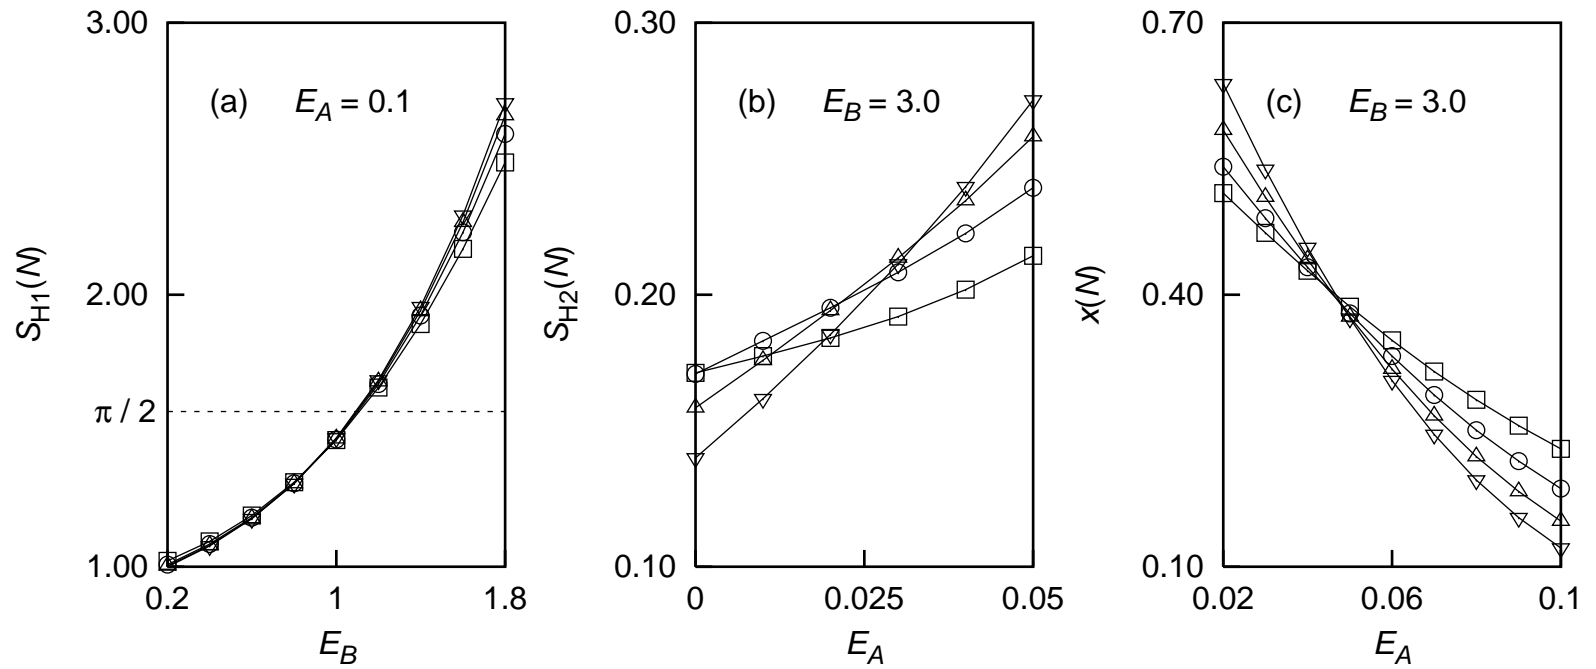 3.00
(a) E_A = 0.1
S_H1(N)
2.00
π / 2
1.00
0.2 1 1.8
E_B
0.30
(b) E_B = 3.0
S_H2(N)
0.20
0.10
0 0.025 0.05
E_A
0.70
(c) E_B = 3.0
x(N)
0.40
0.10
0.02 0.06 0.1
E_A